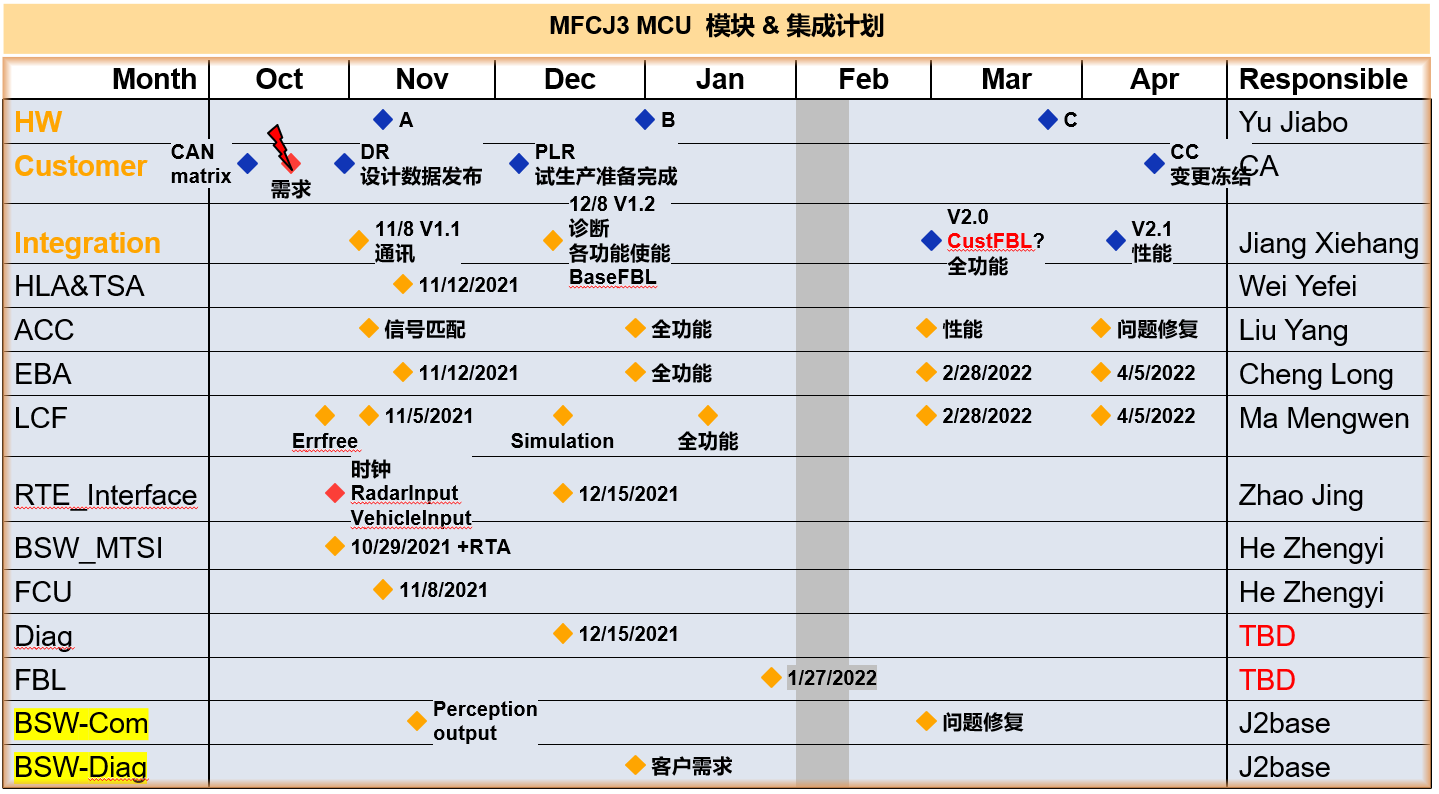 MFCJ3 MCU 模块 & 集成计划
Month Oct Nov Dec Jan Feb Mar Apr Responsible
HW A B C Yu Jiabo
Customer CAN
matrix
需求
DR
设计数据发布
PLR
试生产准备完成
CC
变更冻结
CA
Integration 11/8 V1.1
通讯
12/8 V1.2
诊断
各功能使能
BaseFBL
V2.0
CustFBL?
全功能
V2.1
性能
Jiang Xiehang
HLA&TSA 11/12/2021 Wei Yefei
ACC 信号匹配 全功能 性能 问题修复 Liu Yang
EBA 11/12/2021 全功能 2/28/2022 4/5/2022 Cheng Long
LCF Errfree 11/5/2021 Simulation 全功能 2/28/2022 4/5/2022 Ma Mengwen
RTE_Interface 时钟
RadarInput
VehicleInput
12/15/2021 Zhao Jing
BSW_MTSI 10/29/2021 +RTA He Zhengyi
FCU 11/8/2021 He Zhengyi
Diag 12/15/2021 TBD
FBL 1/27/2022 TBD
BSW-Com Perception
output
问题修复 J2base
BSW-Diag 客户需求 J2base